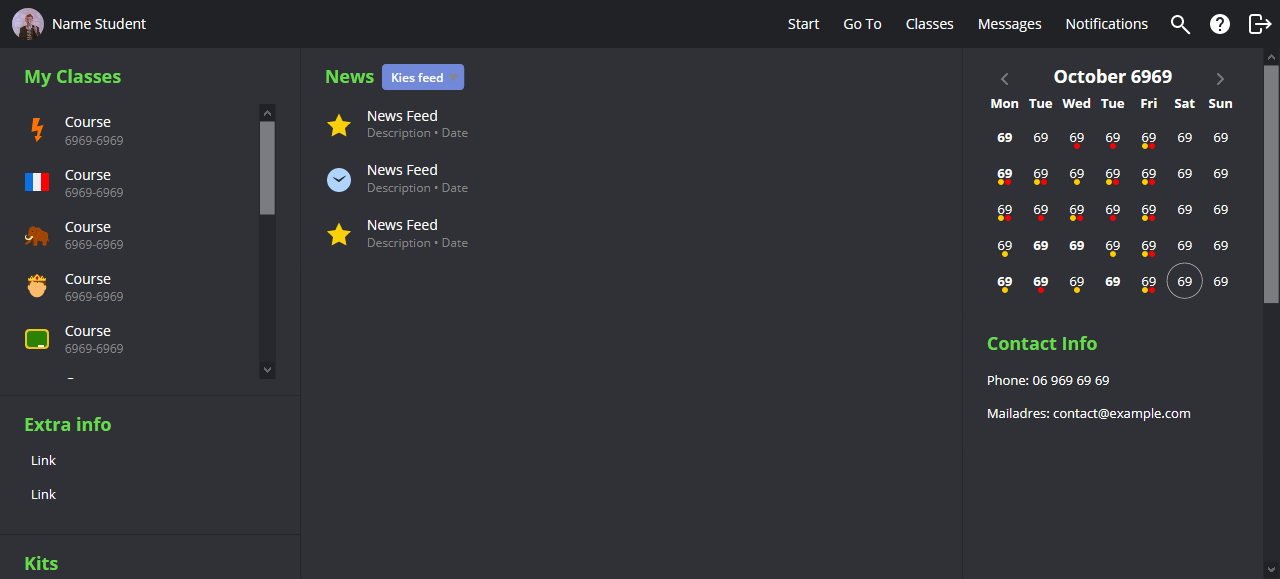 Name Student
Start Go To Classes Messages Notifications
My Classes
Course
6969-6969
Course
6969-6969
Course
6969-6969
Course
6969-6969
Course
6969-6969
Extra info
Link
Link
Kits
News Kies feed
News Feed
Description • Date
News Feed
Description • Date
News Feed
Description • Date
October 6969
Mon Tue Wed Tue Fri Sat Sun
69 69 69 69 69 69 69
69 69 69 69 69 69 69
69 69 69 69 69 69 69
69 69 69 69 69 69 69
69 69 69 69 69 69 69
Contact Info
Phone: 06 969 69 69
Mailadres: contact@example.com